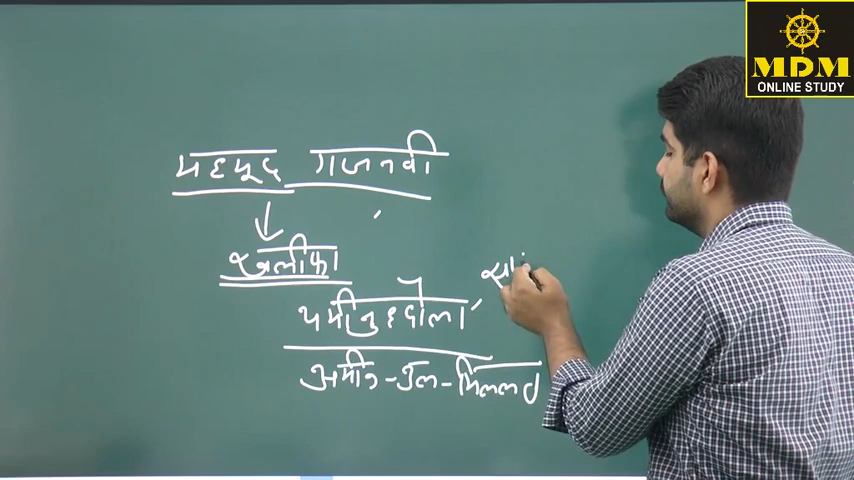 MDM
ONLINE STUDY
महमूद गजनवी
खलीफा
यमीनुद्दौला
अमीन-उल-मिल्लत